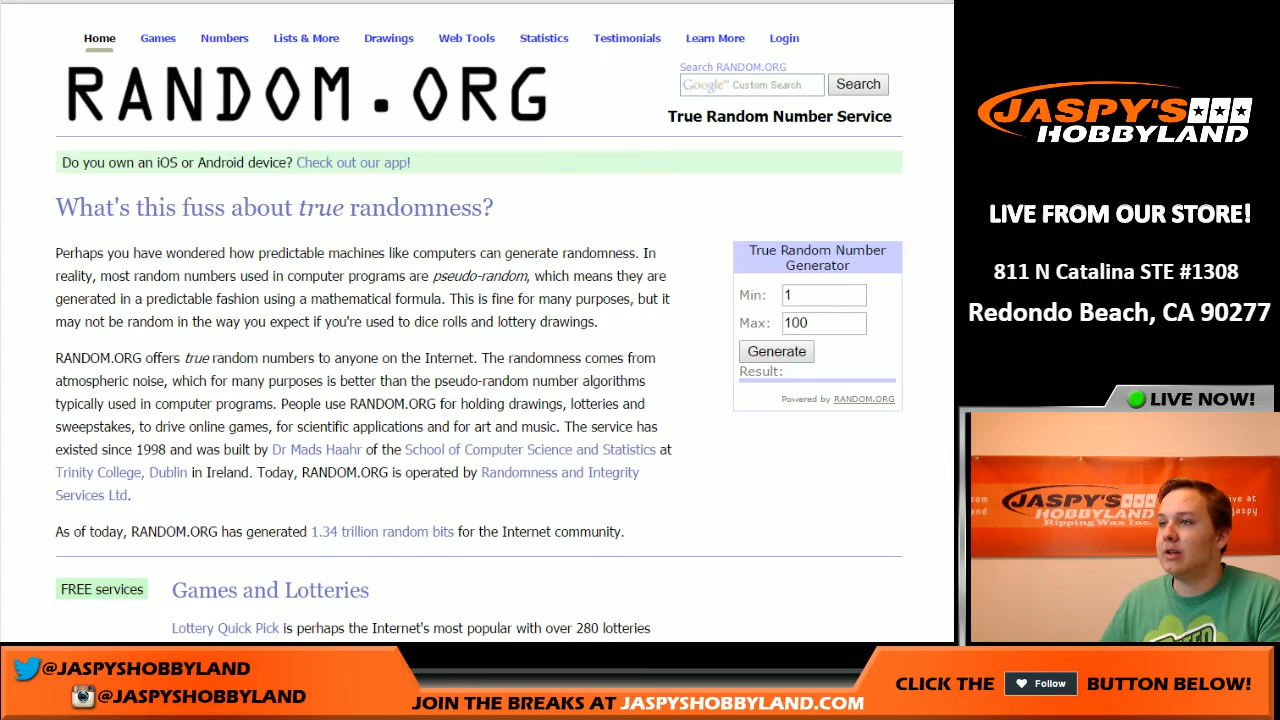 Home Games Numbers Lists & More Drawings Web Tools Statistics Testimonials Learn More Login
RANDOM.ORG
Search RANDOM.ORG
Google™ Custom Search Search
True Random Number Service
Do you own an iOS or Android device? Check out our app!
What's this fuss about true randomness?
Perhaps you have wondered how predictable machines like computers can generate randomness. In
reality, most random numbers used in computer programs are pseudo-random, which means they are
generated in a predictable fashion using a mathematical formula. This is fine for many purposes, but it
may not be random in the way you expect if you're used to dice rolls and lottery drawings.
RANDOM.ORG offers true random numbers to anyone on the Internet. The randomness comes from
atmospheric noise, which for many purposes is better than the pseudo-random number algorithms
typically used in computer programs. People use RANDOM.ORG for holding drawings, lotteries and
sweepstakes, to drive online games, for scientific applications and for art and music. The service has
existed since 1998 and was built by Dr Mads Haahr of the School of Computer Science and Statistics at
Trinity College, Dublin in Ireland. Today, RANDOM.ORG is operated by Randomness and Integrity
Services Ltd.
As of today, RANDOM.ORG has generated 1.34 trillion random bits for the Internet community.
True Random Number
Generator
Min: 1
Max: 100
Generate
Result:
Powered by RANDOM.ORG
FREE services
Games and Lotteries
Lottery Quick Pick is perhaps the Internet's most popular with over 280 lotteries
JASPY'S
HOBBYLAND
LIVE FROM OUR STORE!
811 N Catalina STE #1308
Redondo Beach, CA 90277
LIVE NOW!
JASPY'S
HOBBYLAND
Ripping Wax Inc.
live at
jaspy
@JASPYSHOBBYLAND
@JASPYSHOBBYLAND
JOIN THE BREAKS AT JASPYSHOBBYLAND.COM
CLICK THE Follow BUTTON BELOW!